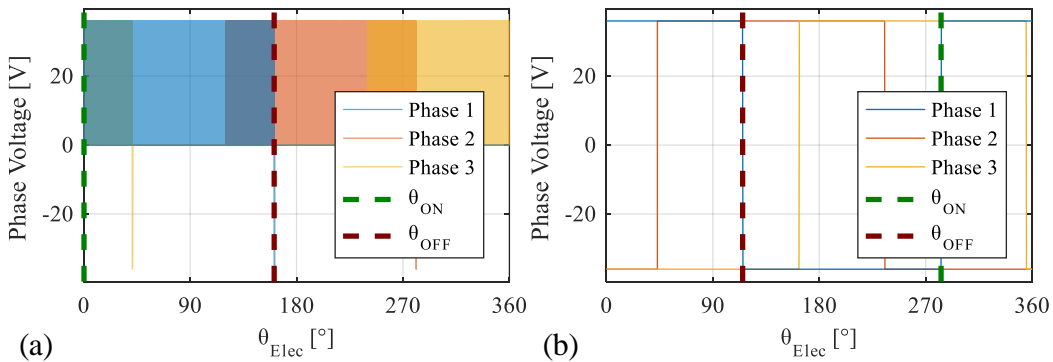 Phase Voltage [V]
20
0
-20
Phase 1
Phase 2
Phase 3
θON
θOFF
0
90
180
270
360
θElec [°]
(a)
Phase Voltage [V]
20
0
-20
Phase 1
Phase 2
Phase 3
θON
θOFF
0
90
180
270
360
θElec [°]
(b)